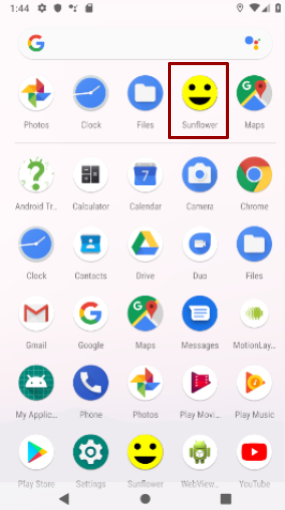 1:44
Photos Clock Files Sunflower Maps
Android Tr... Calculator Calendar Camera Chrome
Clock Contacts Drive Duo Files
Gmail Google Maps Messages MotionLay...
My Applic... Phone Photos Play Movi... Play Music
Play Store Settings Sunflower WebView... YouTube